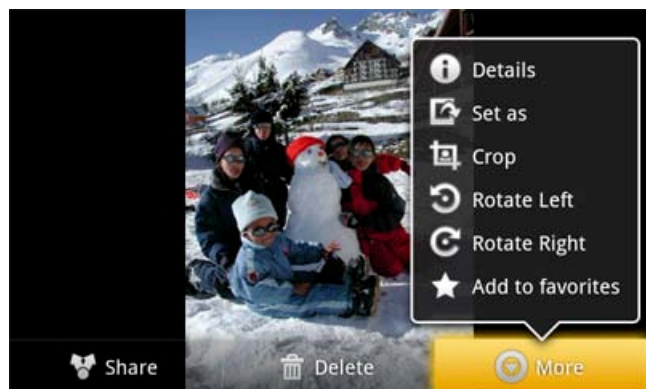 Details
Set as
Crop
Rotate Left
Rotate Right
Add to favorites
Share
Delete
More